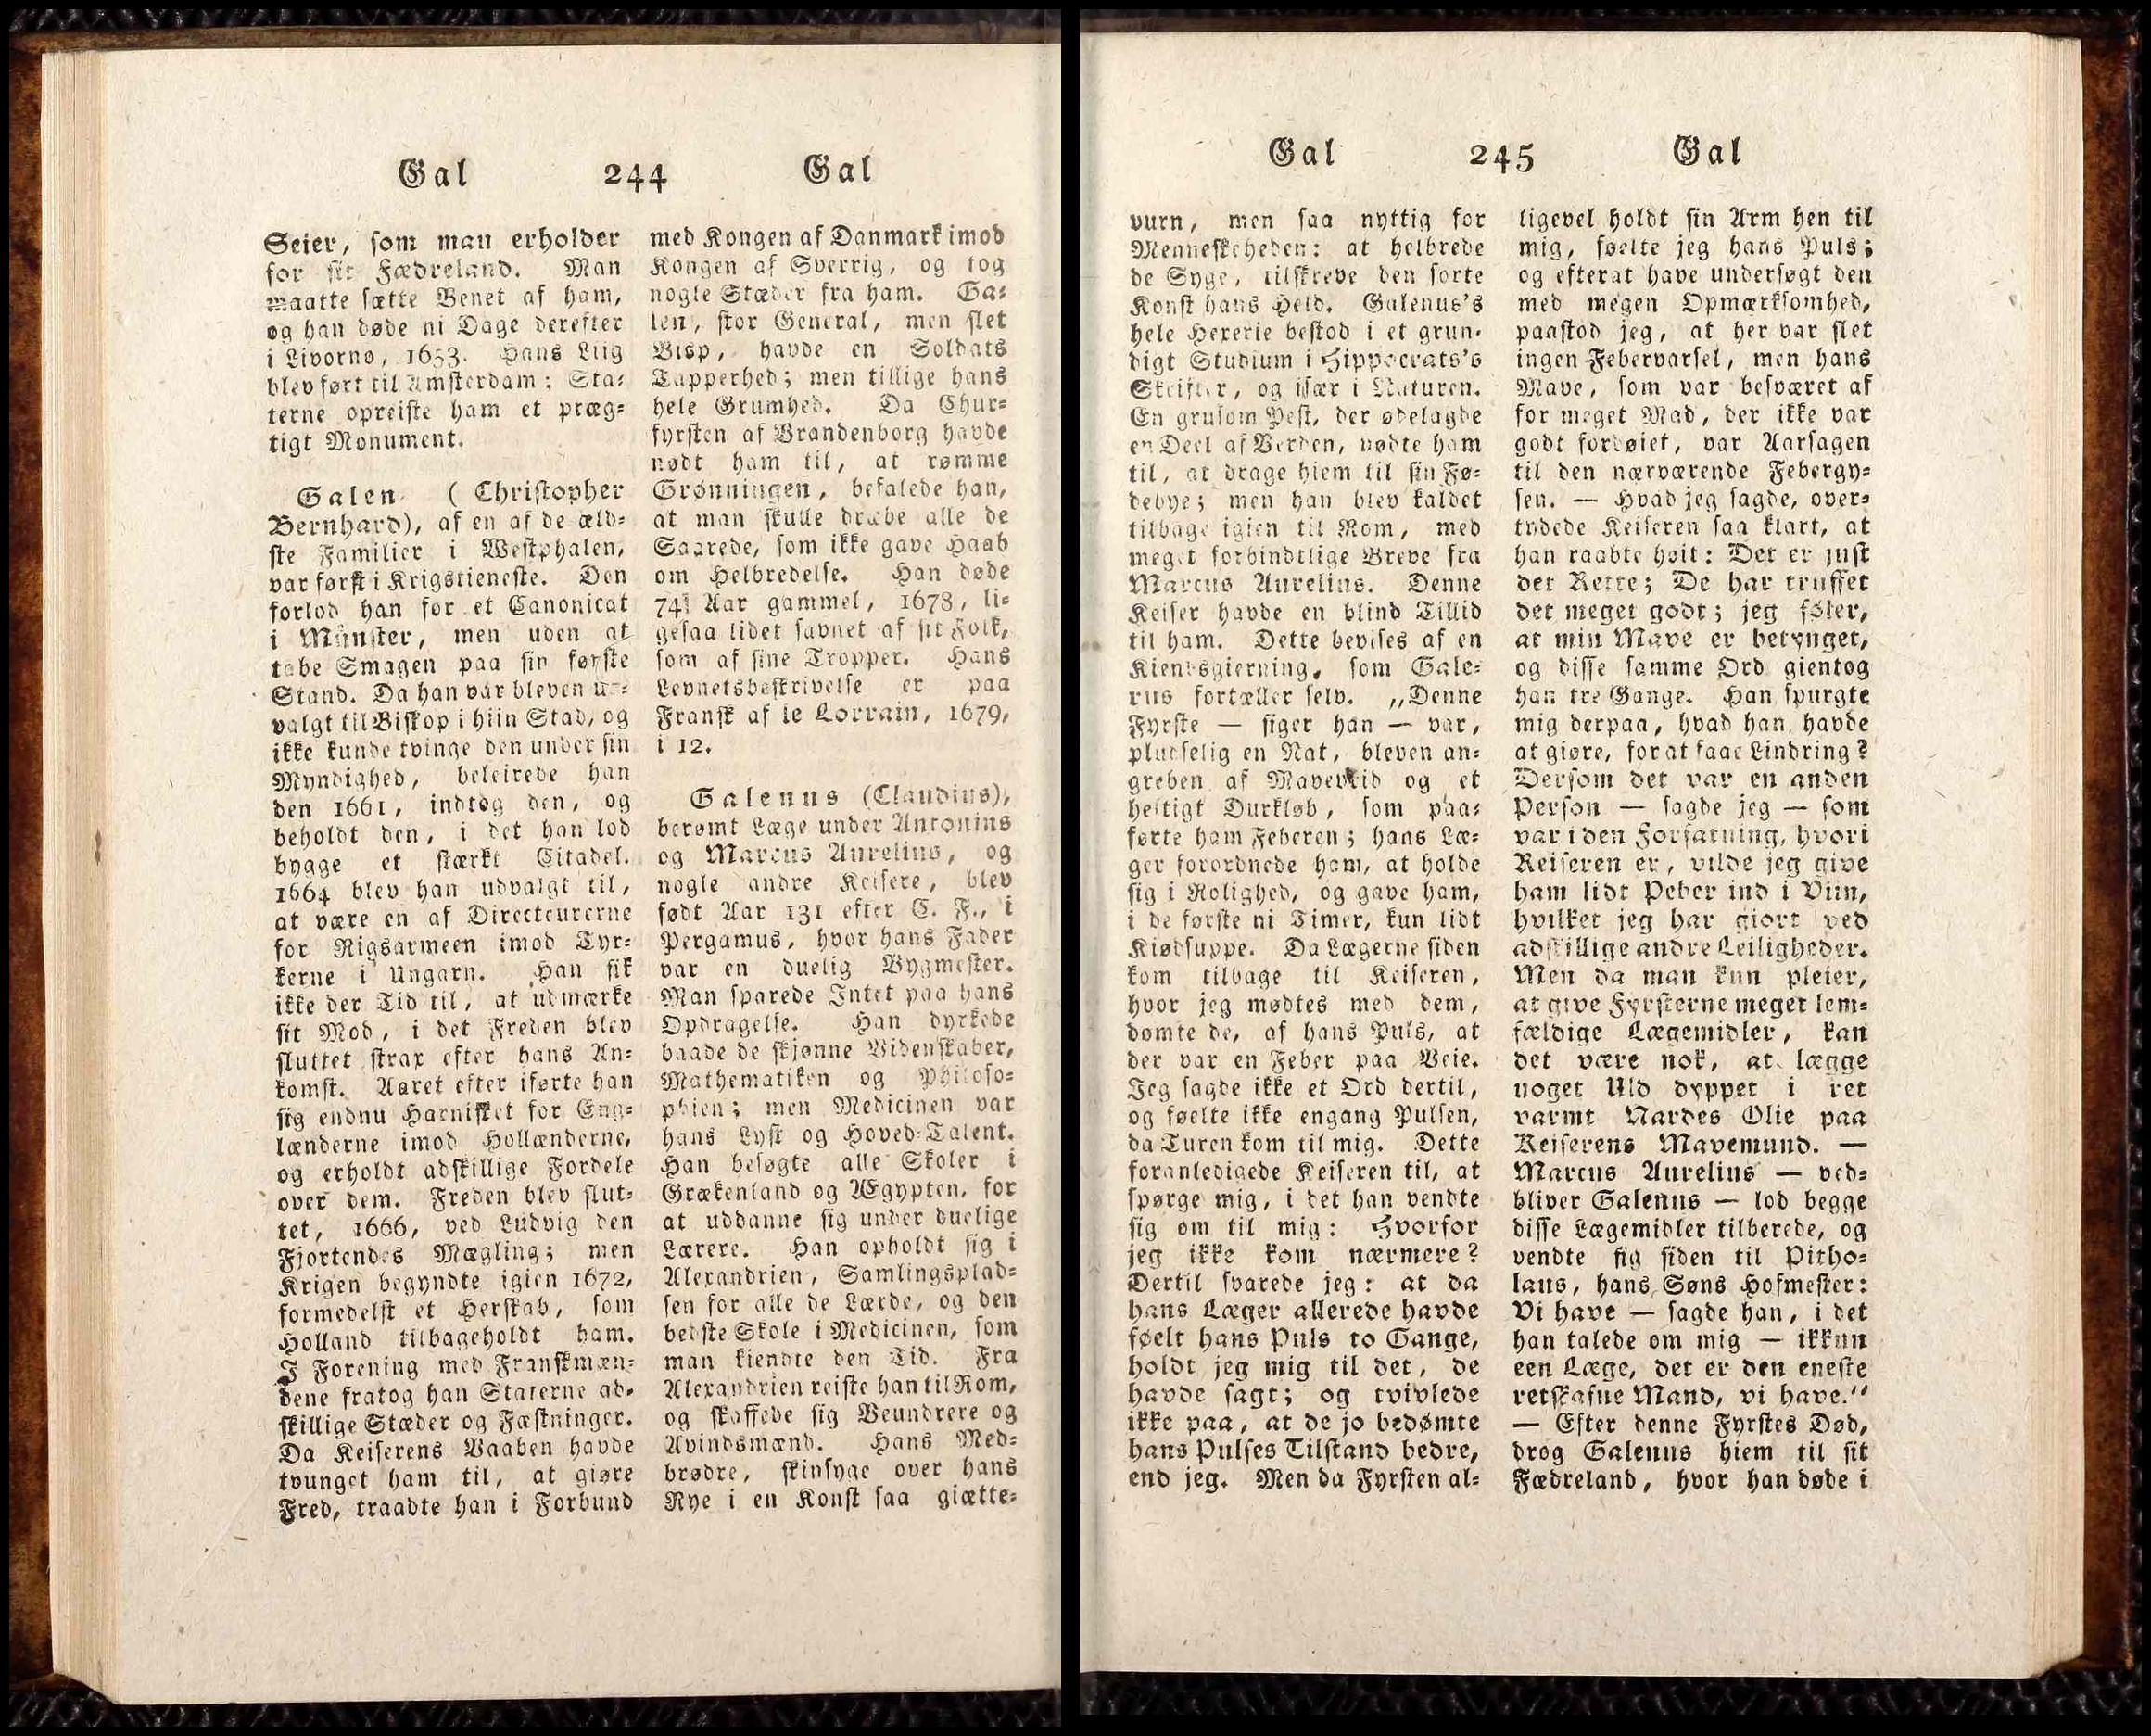 Gal 244 Gal
Seier, som man erholder
for sit Fædreland. Man
maatte sætte Benet af ham,
og han døde ni Dage derefter
i Livorno, 1653. Hans Liig
blev ført til Amsterdam; Sta-
terne opreiste ham et præg-
tigt Monument.
Galen (Christopher
Bernhard), af en af de æld-
ste Familier i Westphalen,
var først i Krigstieneste. Den
forlod han for et Canonicat
i Münster, men uden at
tabe Smagen paa sin første
Stand. Da han var bleven ud-
valgt til Biskop i hiin Stad, og
ikke kunde tvinge den under sin
Myndighed, beleirede han
den 1661, indtog den, og
beholdt den, i det han lod
bygge et stærkt Citadel.
1664 blev han udvalgt til,
at være en af Directeurerne
for Rigsarmeen imod Tyr-
kerne i Ungarn. Han fik
ikke der Tid til, at udmærke
sit Mod, i det Freden blev
sluttet strax efter hans An-
komst. Aaret efter iførte han
sig endnu Harnisket for Eng-
lænderne imod Hollænderne,
og erholdt adskillige Fordele
over dem. Freden blev slut-
tet, 1666, ved Ludvig den
Fjortendes Mægling; men
Krigen begyndte igien 1672,
formedelst et Herskab, som
Holland tilbageholdt ham.
I Forening med Franskmæn-
dene fratog han Staterne ad-
skillige Stæder og Fæstninger.
Da Keiserens Vaaben havde
tvunget ham til, at giøre
Fred, traadte han i Forbund
med Kongen af Danmark imod
Kongen af Sverrig, og tog
nogle Stæder fra ham. Ga-
len, stor General, men slet
Bisp, havde en Soldats
Tapperhed; men tillige hans
hele Grumhed. Da Chur-
fyrsten af Brandenborg havde
nødt ham til, at rømme
Grønningen, befalede han,
at man skulle dræbe alle de
Saarede, som ikke gave Haab
om Helbredelse. Han døde
74 Aar gammel, 1678, li-
gesaa lidet savnet af sit Folk,
som af sine Tropper. Hans
Levnetsbeskrivelse er paa
Fransk af le Lorrain, 1679,
i 12.
Galenus (Claudius),
berømt Læge under Antonins
og Marcus Aurelius, og
nogle andre Keisere, blev
født Aar 131 efter C. F., i
Pergamus, hvor hans Fader
var en duelig Bygmester.
Man sparede Intet paa hans
Opdragelse. Han dyrkede
baade de skjønne Videnskaber,
Mathematiken og Philoso-
phien; men Medicinen var
hans Lyst og Hoved-Talent.
Han besøgte alle Skoler i
Grækenland og Ægypten, for
at uddanne sig under duelige
Lærere. Han opholdt sig i
Alexandrien, Samlingsplad-
sen for alle de Lærde, og den
bedste Skole i Medicinen, som
man kiendte den Tid. Fra
Alexandrien reiste han til Rom,
og skaffede sig Beundrere og
Avindsmænd. Hans Med-
brødre, skinsyge over hans
Rye i en Konst saa giætte-
Gal 245 Gal
vurn, men saa nyttig for
Menneskeheden: at helbrede
de Syge, tilskreve den sorte
Konst hans Held. Galenus's
hele Hexerie bestod i et grun-
digt Studium i Hippocrats's
Skrifter, og især i Naturen.
En grusom Pest, der ødelagde
en Deel af Verden, nødte ham
til, at drage hiem til sin Fø-
debye; men han blev kaldet
tilbage igien til Rom, med
meget forbindtlige Breve fra
Marcus Aurelius. Denne
Keiser havde en blind Tillid
til ham. Dette bevises af en
Kiendsgierning, som Gale-
nus fortæller selv. „Denne
Fyrste — siger han — var,
pludselig en Nat, bleven an-
greben af Mavevrid og et
heftigt Durkløb, som paa-
førte ham Feberen; hans Læ-
ger forordnede ham, at holde
sig i Rolighed, og gave ham,
i de første ni Timer, kun lidt
Kiødsuppe. Da Lægerne siden
kom tilbage til Keiseren,
hvor jeg mødtes med dem,
dømte de, af hans Puls, at
der var en Feber paa Veie.
Jeg sagde ikke et Ord dertil,
og føelte ikke engang Pulsen,
da Turen kom til mig. Dette
foranledigede Keiseren til, at
spørge mig, i det han vendte
sig om til mig: Hvorfor
jeg ikke kom nærmere?
Dertil svarede jeg: at da
hans Læger allerede havde
føelt hans Puls to Gange,
holdt jeg mig til det, de
havde sagt; og tvivlede
ikke paa, at de jo bedømte
hans Pulses Tilstand bedre,
end jeg. Men da Fyrsten al-
ligevel holdt sin Arm hen til
mig, føelte jeg hans Puls;
og efterat have undersøgt den
med megen Opmærksomhed,
paastod jeg, at her var slet
ingen Febervarsel, men hans
Mave, som var besværet af
for meget Mad, der ikke var
godt fordøiet, var Aarsagen
til den nærværende Febergy-
sen. — Hvad jeg sagde, over-
tydede Keiseren saa klart, at
han raabte høit: Det er just
det Rette; De har truffet
det meget godt; jeg føler,
at min Mave er betynget,
og disse samme Ord gientog
han tre Gange. Han spurgte
mig derpaa, hvad han havde
at giøre, for at faae Lindring?
Dersom det var en anden
Person — sagde jeg — som
var i den Forfatning, hvori
Keiseren er, vilde jeg give
ham lidt Peber ind i Viin,
hvilket jeg har giort ved
adskillige andre Leiligheder.
Men da man kun pleier,
at give Fyrsterne meget lem-
fældige Lægemidler, kan
det være nok, at lægge
noget Uld dyppet i ret
varmt Nardes Olie paa
Keiserens Mavemund. —
Marcus Aurelius — ved-
bliver Galenus — lod begge
disse Lægemidler tilberede, og
vendte sig siden til Pitho-
laus, hans Søns Hofmester:
Vi have — sagde han, i det
han talede om mig — ikkun
een Læge, det er den eneste
retskafne Mand, vi have.“
— Efter denne Fyrstes Død,
drog Galenus hiem til sit
Fædreland, hvor han døde i